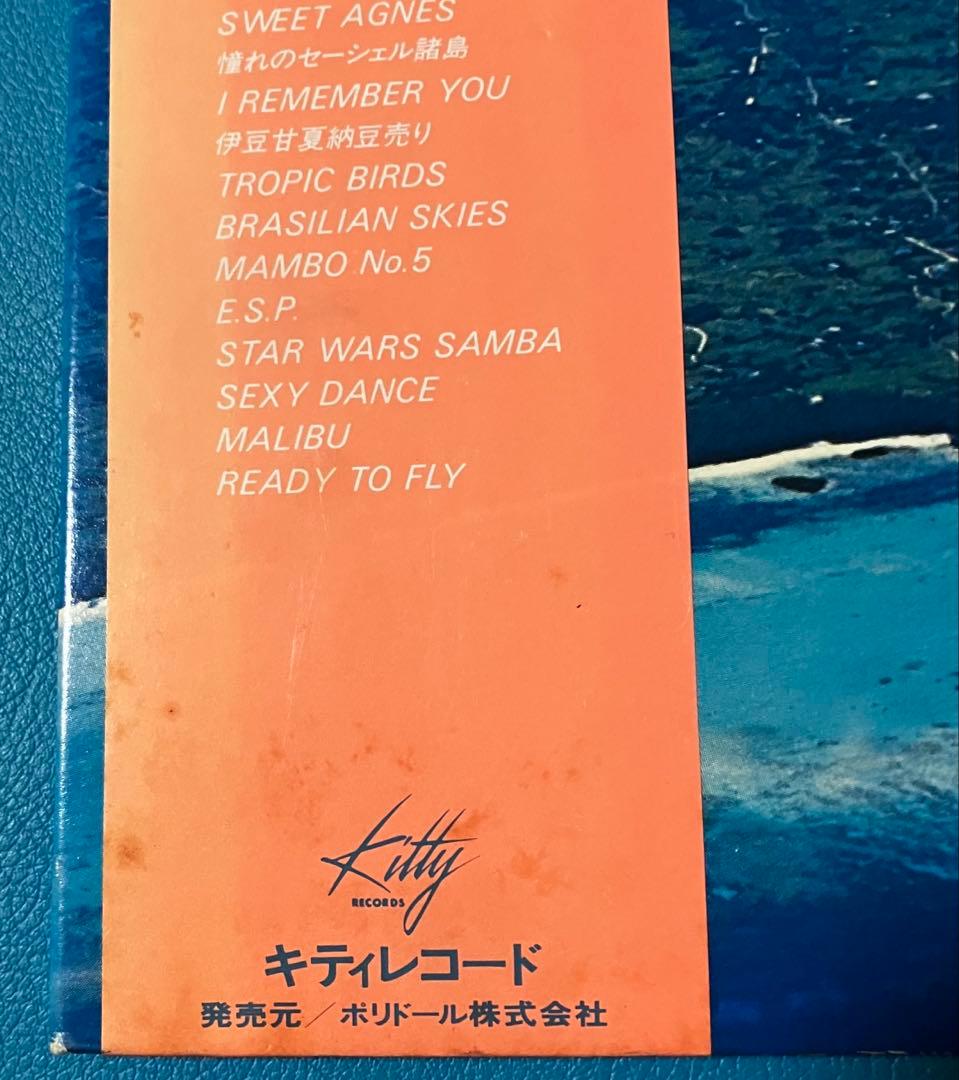 SWEET AGNES
憧れのセーシェル諸島
I REMEMBER YOU
伊豆甘夏納豆売り
TROPIC BIRDS
BRASILIAN SKIES
MAMBO No.5
E.S.P.
STAR WARS SAMBA
SEXY DANCE
MALIBU
READY TO FLY
Kitty
RECORDS
キティレコード
発売元/ポリドール株式会社